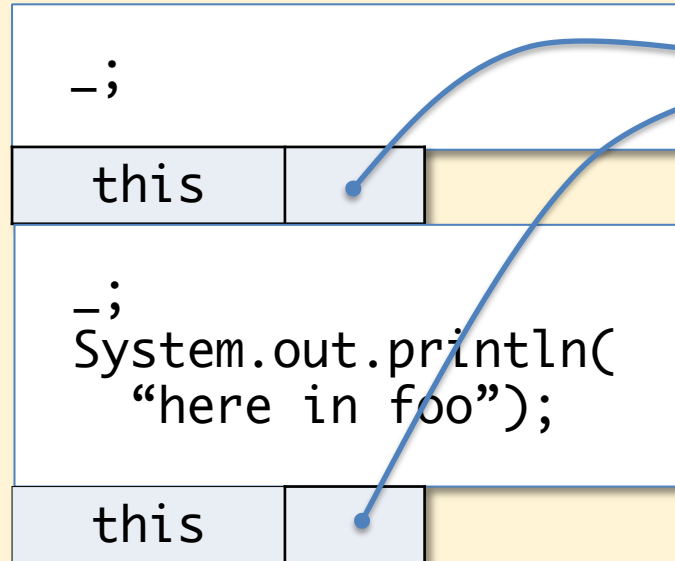 _;
this
_;
System.out.println(
“here in foo”);
this